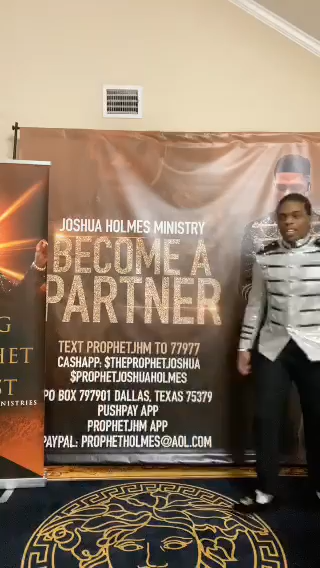 JOSHUA HOLMES MINISTRY
BECOME A
PARTNER
TEXT PROPHETJHM TO 77977
CASHAPP: $THEPROPHETJOSHUA
$PROPHETJOSHUAHOLMES
PO BOX 797901 DALLAS, TEXAS 75379
PUSHPAY APP
PROPHETJHM APP
PAYPAL: PROPHETHOLMES@AOL.COM
G
HET
ST
INISTRIES